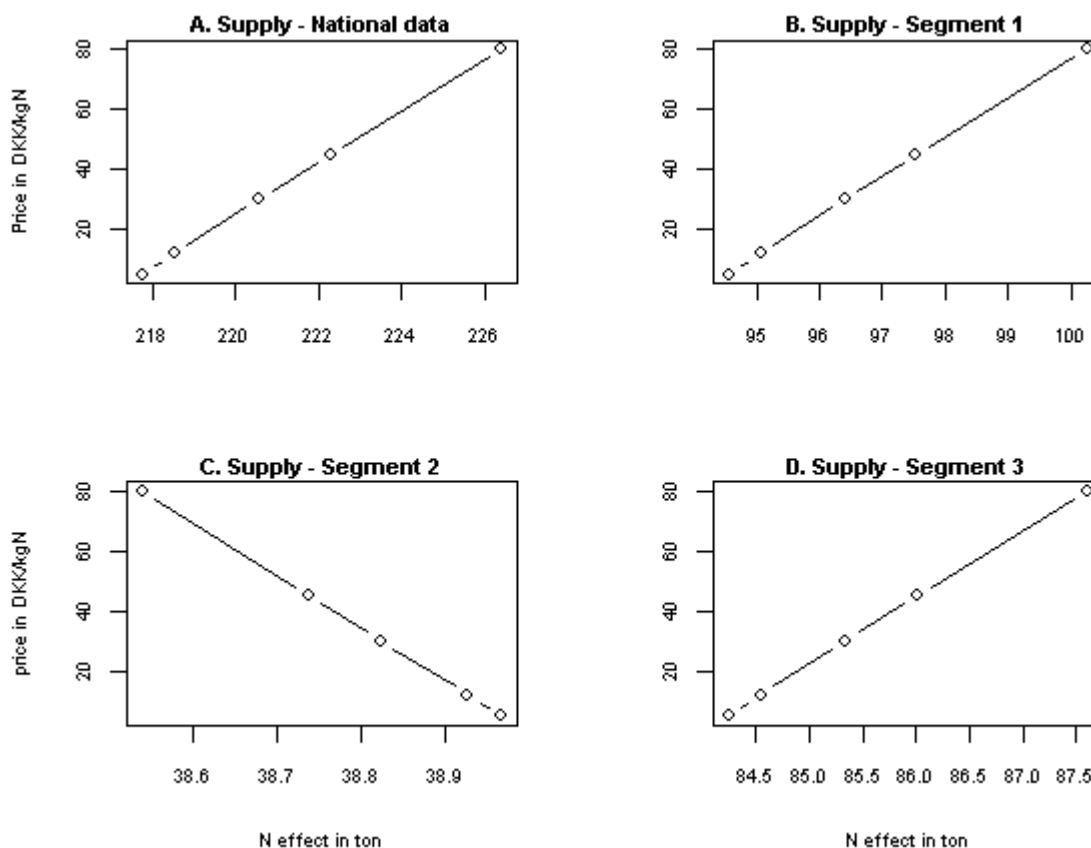 A. Supply - National data
Price in DKK/kgN
80
60
40
20
218 220 222 224 226
B. Supply - Segment 1
80
60
40
20
95 96 97 98 99 100
C. Supply - Segment 2
price in DKK/kgN
80
60
40
20
38.6 38.7 38.8 38.9
N effect in ton
D. Supply - Segment 3
80
60
40
20
84.5 85.0 85.5 86.0 86.5 87.0 87.5
N effect in ton